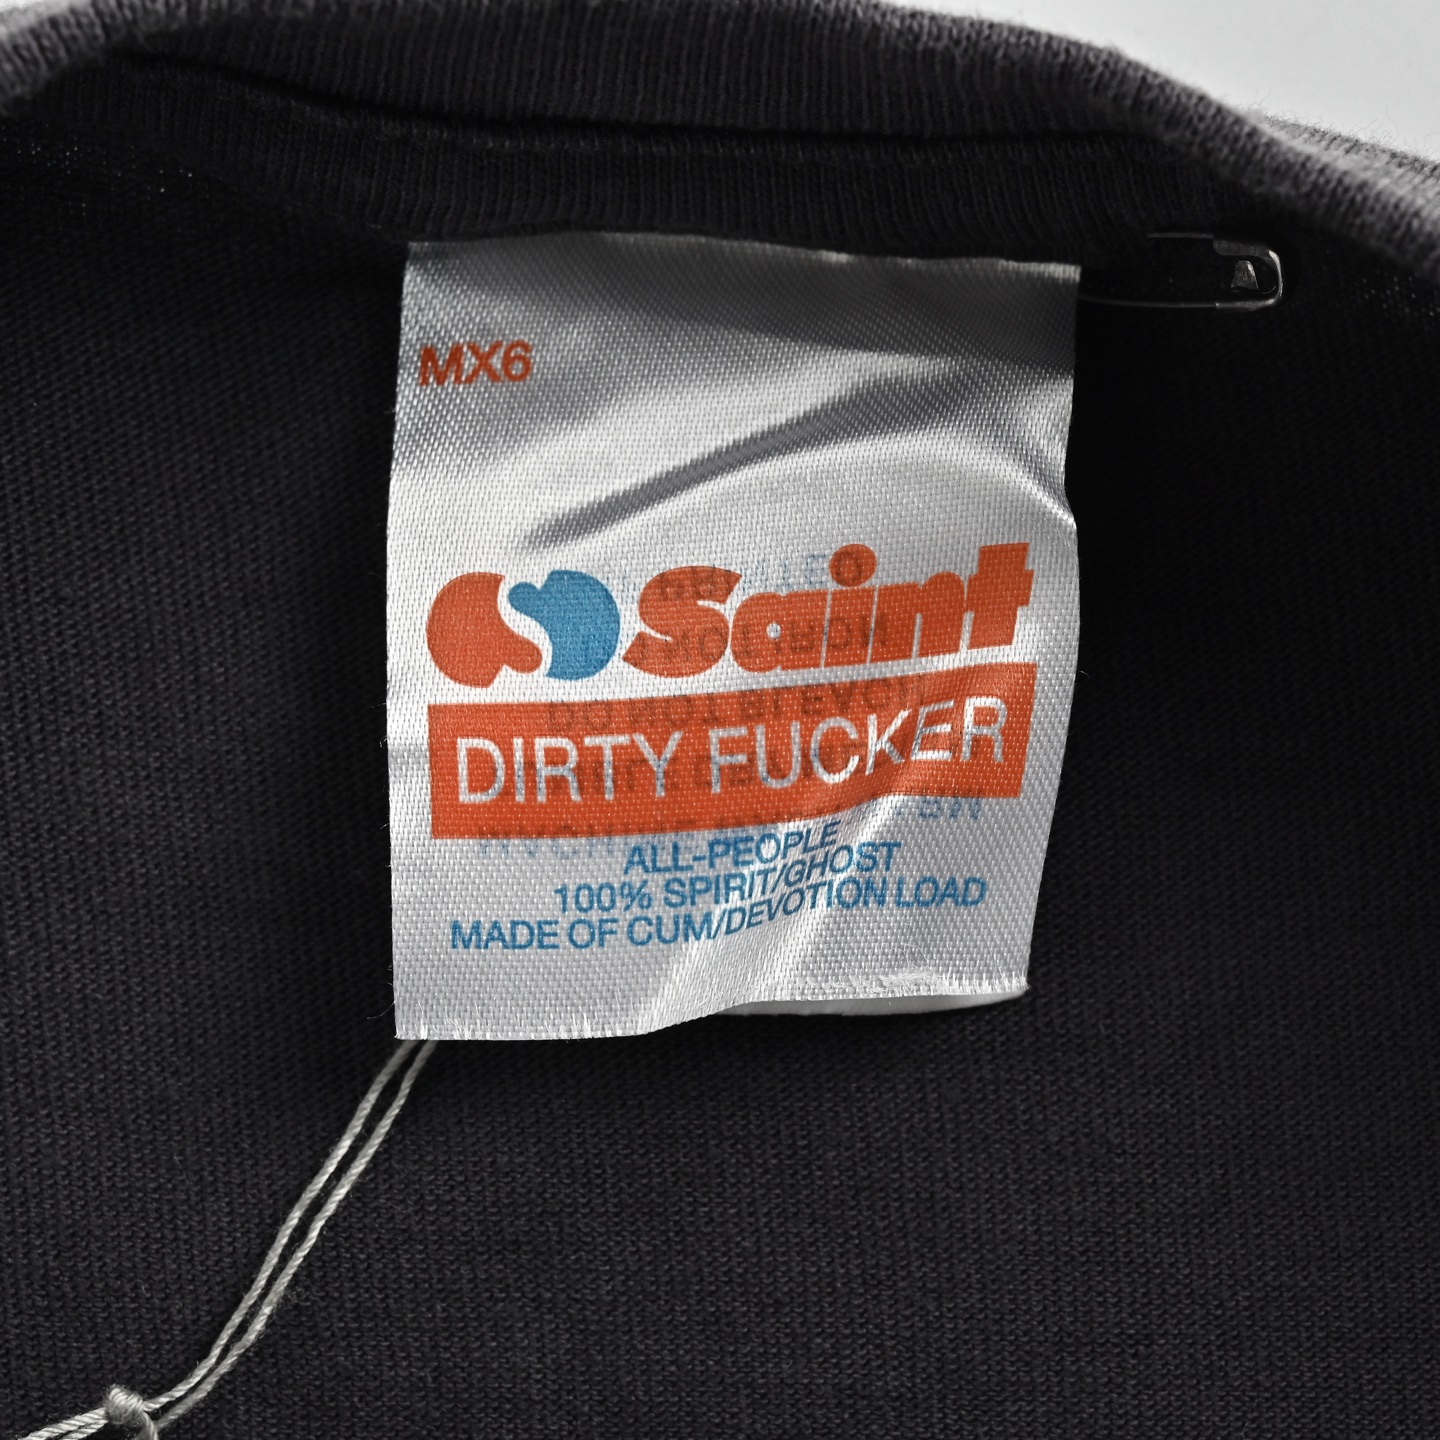 MX6
Saint
DIRTY FUCKER
ALL-PEOPLE
100% SPIRIT/GHOST
MADE OF CUM/DEVOTION LOAD